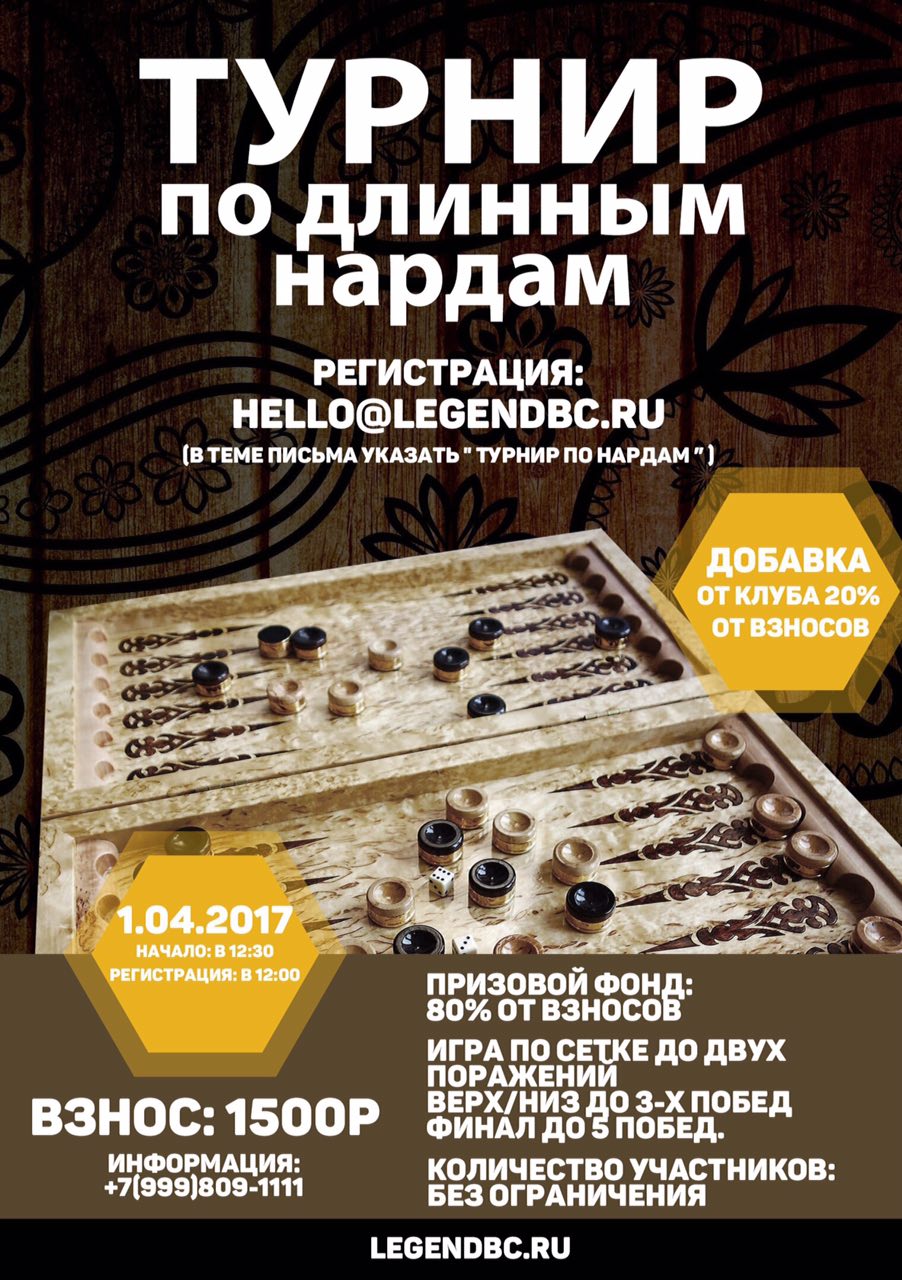 ТУРНИР
по длинным
нардам
РЕГИСТРАЦИЯ:
HELLO@LEGENDBC.RU
(В ТЕМЕ ПИСЬМА УКАЗАТЬ " ТУРНИР ПО НАРДАМ ")
ДОБАВКА
ОТ КЛУБА 20%
ОТ ВЗНОСОВ
1.04.2017
НАЧАЛО: В 12:30
РЕГИСТРАЦИЯ: В 12:00
ВЗНОС: 1500Р
ИНФОРМАЦИЯ:
+7(999)809-1111
ПРИЗОВОЙ ФОНД:
80% ОТ ВЗНОСОВ
ИГРА ПО СЕТКЕ ДО ДВУХ
ПОРАЖЕНИЙ
ВЕРХ/НИЗ ДО 3-Х ПОБЕД
ФИНАЛ ДО 5 ПОБЕД.
КОЛИЧЕСТВО УЧАСТНИКОВ:
БЕЗ ОГРАНИЧЕНИЯ
LEGENDBC.RU